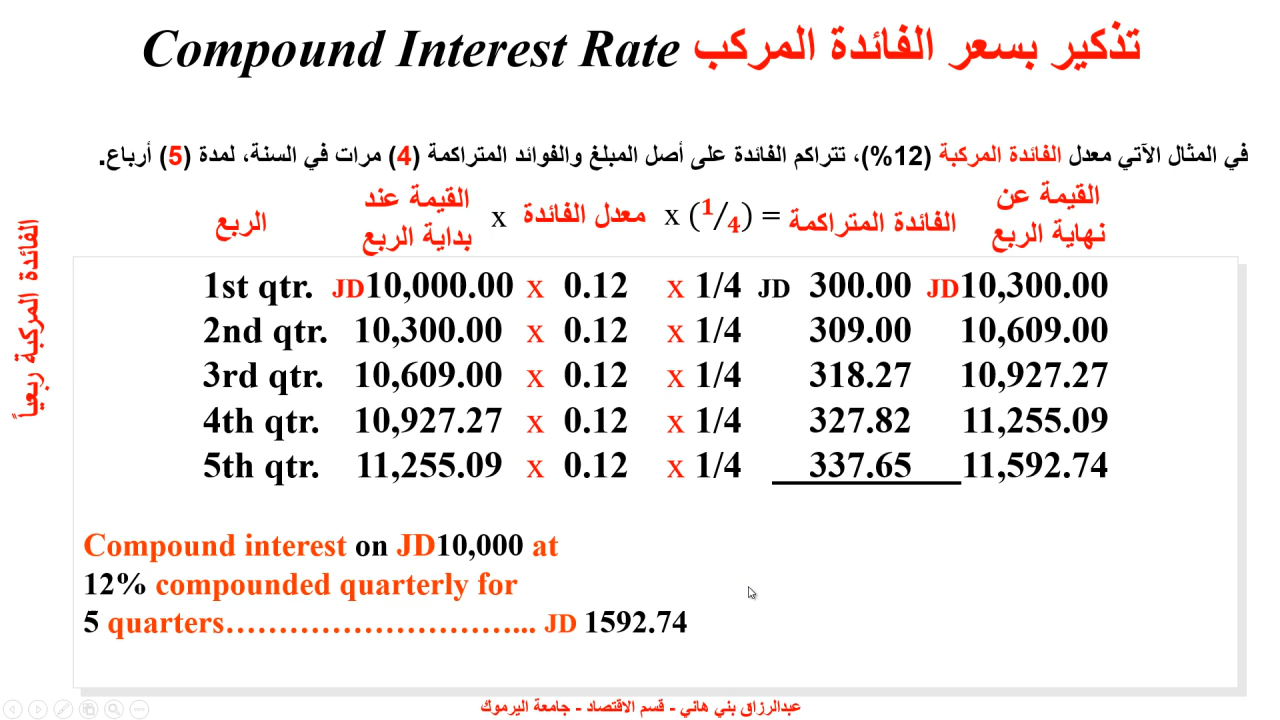 تذكير بسعر الفائدة المركب Compound Interest Rate
في المثال الآتي معدل الفائدة المركبة (12%)، تتراكم الفائدة على أصل المبلغ والفوائد المتراكمة (4) مرات في السنة، لمدة (5) أرباع.
الربع
القيمة عند
بداية الربع
x
معدل الفائدة
x (1/4) =
الفائدة المتراكمة
القيمة عن
نهاية الربع
الفائدة المركبة ربعياً
1st qtr. JD10,000.00 x 0.12 x 1/4 JD 300.00 JD10,300.00
2nd qtr. 10,300.00 x 0.12 x 1/4 309.00 10,609.00
3rd qtr. 10,609.00 x 0.12 x 1/4 318.27 10,927.27
4th qtr. 10,927.27 x 0.12 x 1/4 327.82 11,255.09
5th qtr. 11,255.09 x 0.12 x 1/4 337.65 11,592.74
Compound interest on JD10,000 at
12% compounded quarterly for
5 quarters…………………………... JD 1592.74
عبدالرزاق بني هاني - قسم الاقتصاد - جامعة اليرموك